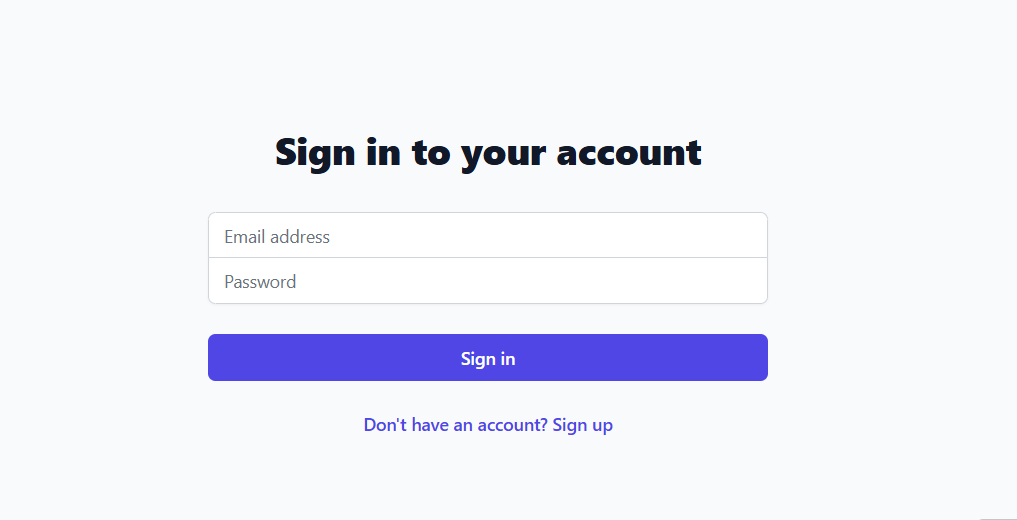 Sign in to your account
Email address
Password
Sign in
Don't have an account? Sign up